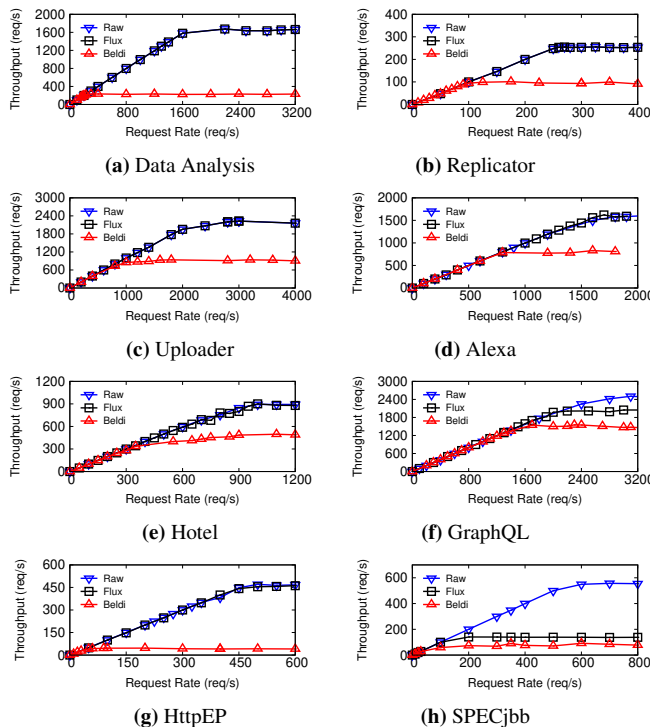 1600
1200
800
400
0
Throughput (req/s)
Raw
Flux
Beldi
0 800 1600 2400 3200
Request Rate (req/s)
(a) Data Analysis
400
300
200
100
0
Throughput (req/s)
Raw
Flux
Beldi
0 100 200 300 400
Request Rate (req/s)
(b) Replicator
3000
2400
1800
1200
600
0
Throughput (req/s)
Raw
Flux
Beldi
0 1000 2000 3000 4000
Request Rate (req/s)
(c) Uploader
2000
1500
1000
500
0
Throughput (req/s)
Raw
Flux
Beldi
0 500 1000 1500 2000
Request Rate (req/s)
(d) Alexa
1200
900
600
300
0
Throughput (req/s)
Raw
Flux
Beldi
0 300 600 900 1200
Request Rate (req/s)
(e) Hotel
3000
2400
1800
1200
600
0
Throughput (req/s)
Raw
Flux
Beldi
0 800 1600 2400 3200
Request Rate (req/s)
(f) GraphQL
600
450
300
150
0
Throughput (req/s)
Raw
Flux
Beldi
0 150 300 450 600
Request Rate (req/s)
(g) HttpEP
600
400
200
0
Throughput (req/s)
Raw
Flux
Beldi
0 200 400 600 800
Request Rate (req/s)
(h) SPECjbb